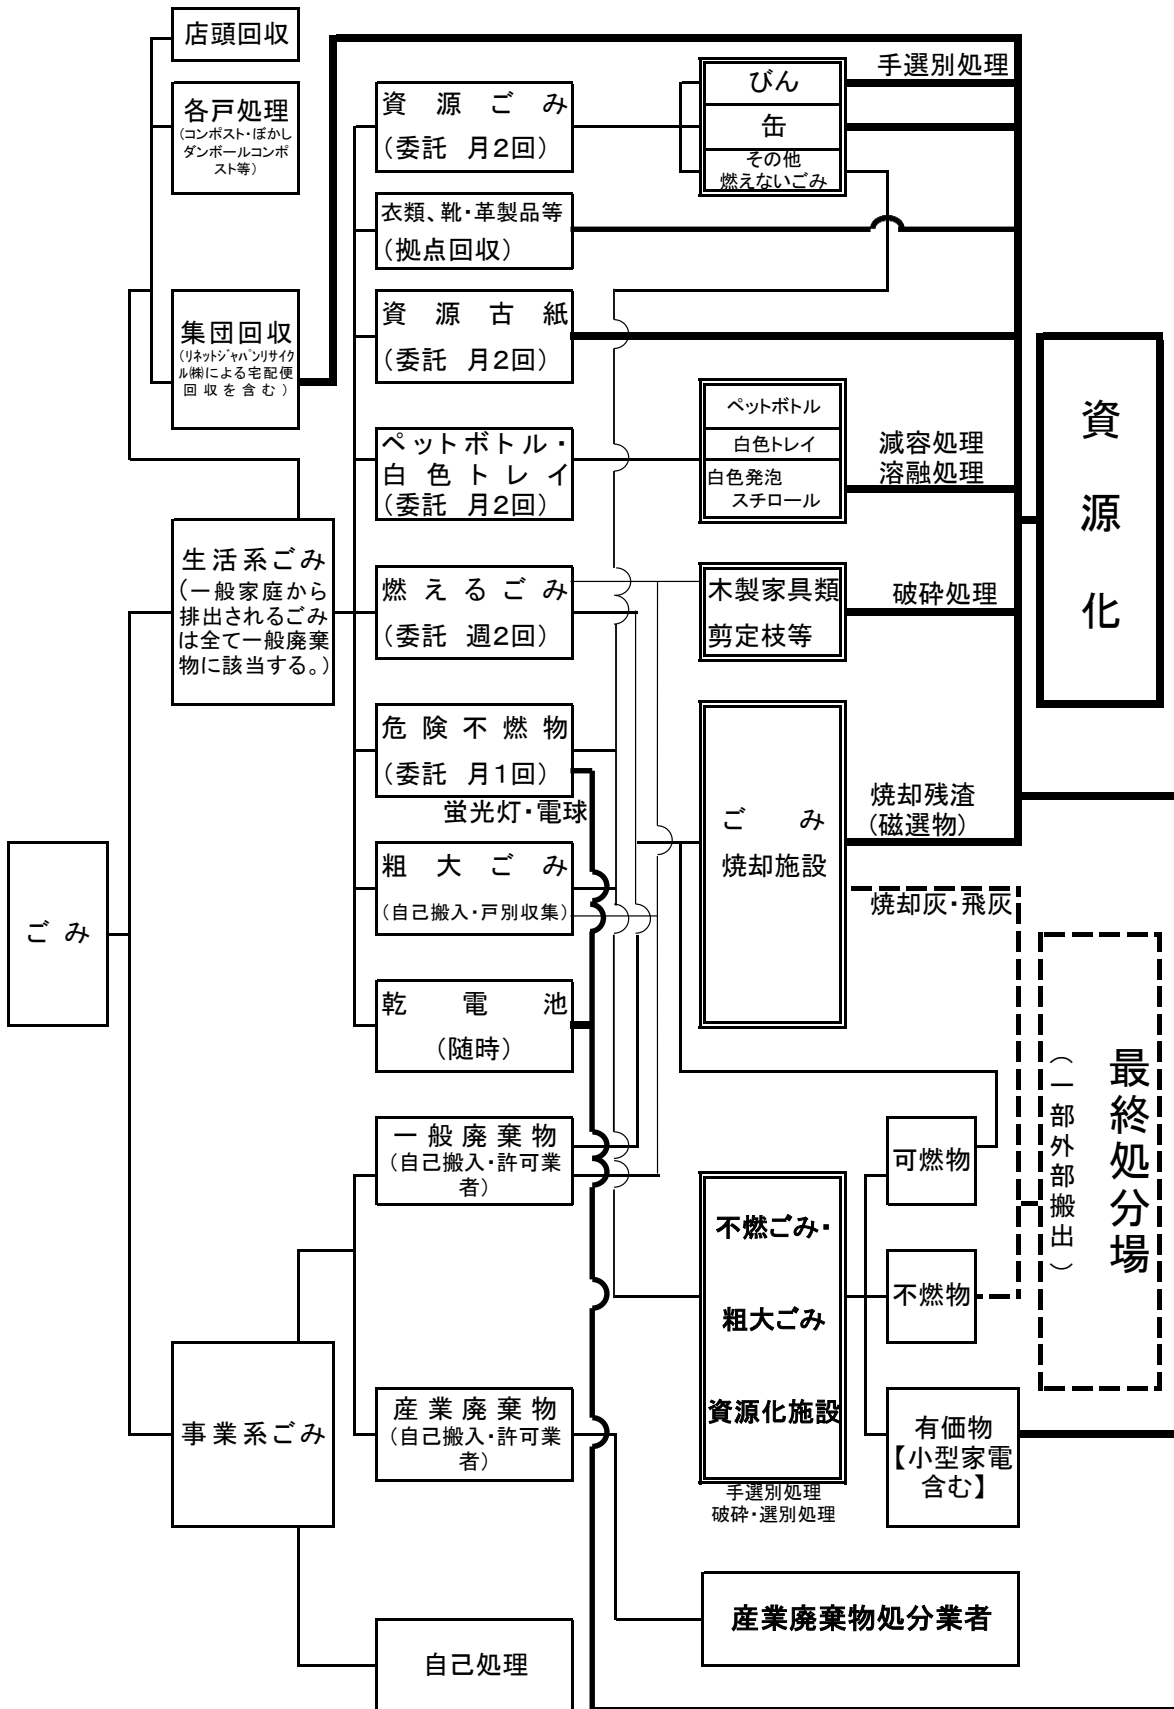 ごみ
店頭回収
各戸処理
(コンポスト・ぼかし
ダンボールコンポ
スト等)
集団回収
(リネットジャパンリサイク
ル㈱による宅配便
回収を含む)
生活系ごみ
(一般家庭から
排出されるごみ
は全て一般廃棄
物に該当する。)
事業系ごみ
資源ごみ
(委託 月2回)
衣類、靴・革製品等
(拠点回収)
資源古紙
(委託 月2回)
ペットボトル・
白色トレイ
(委託 月2回)
燃えるごみ
(委託 週2回)
危険不燃物
(委託 月1回)
蛍光灯・電球
粗大ごみ
(自己搬入・戸別収集)
乾電池
(随時)
一般廃棄物
(自己搬入・許可業
者)
産業廃棄物
(自己搬入・許可業
者)
自己処理
びん
缶
その他
燃えないごみ
ペットボトル
白色トレイ
白色発泡
スチロール
木製家具類
剪定枝等
ごみ
焼却施設
不燃ごみ・
粗大ごみ
資源化施設
手選別処理
破砕・選別処理
産業廃棄物処分業者
手選別処理
減容処理
溶融処理
破砕処理
焼却残渣
(磁選物)
焼却灰・飛灰
可燃物
不燃物
有価物
【小型家電
含む】
資源化
最終処分場
(一部外部搬出)